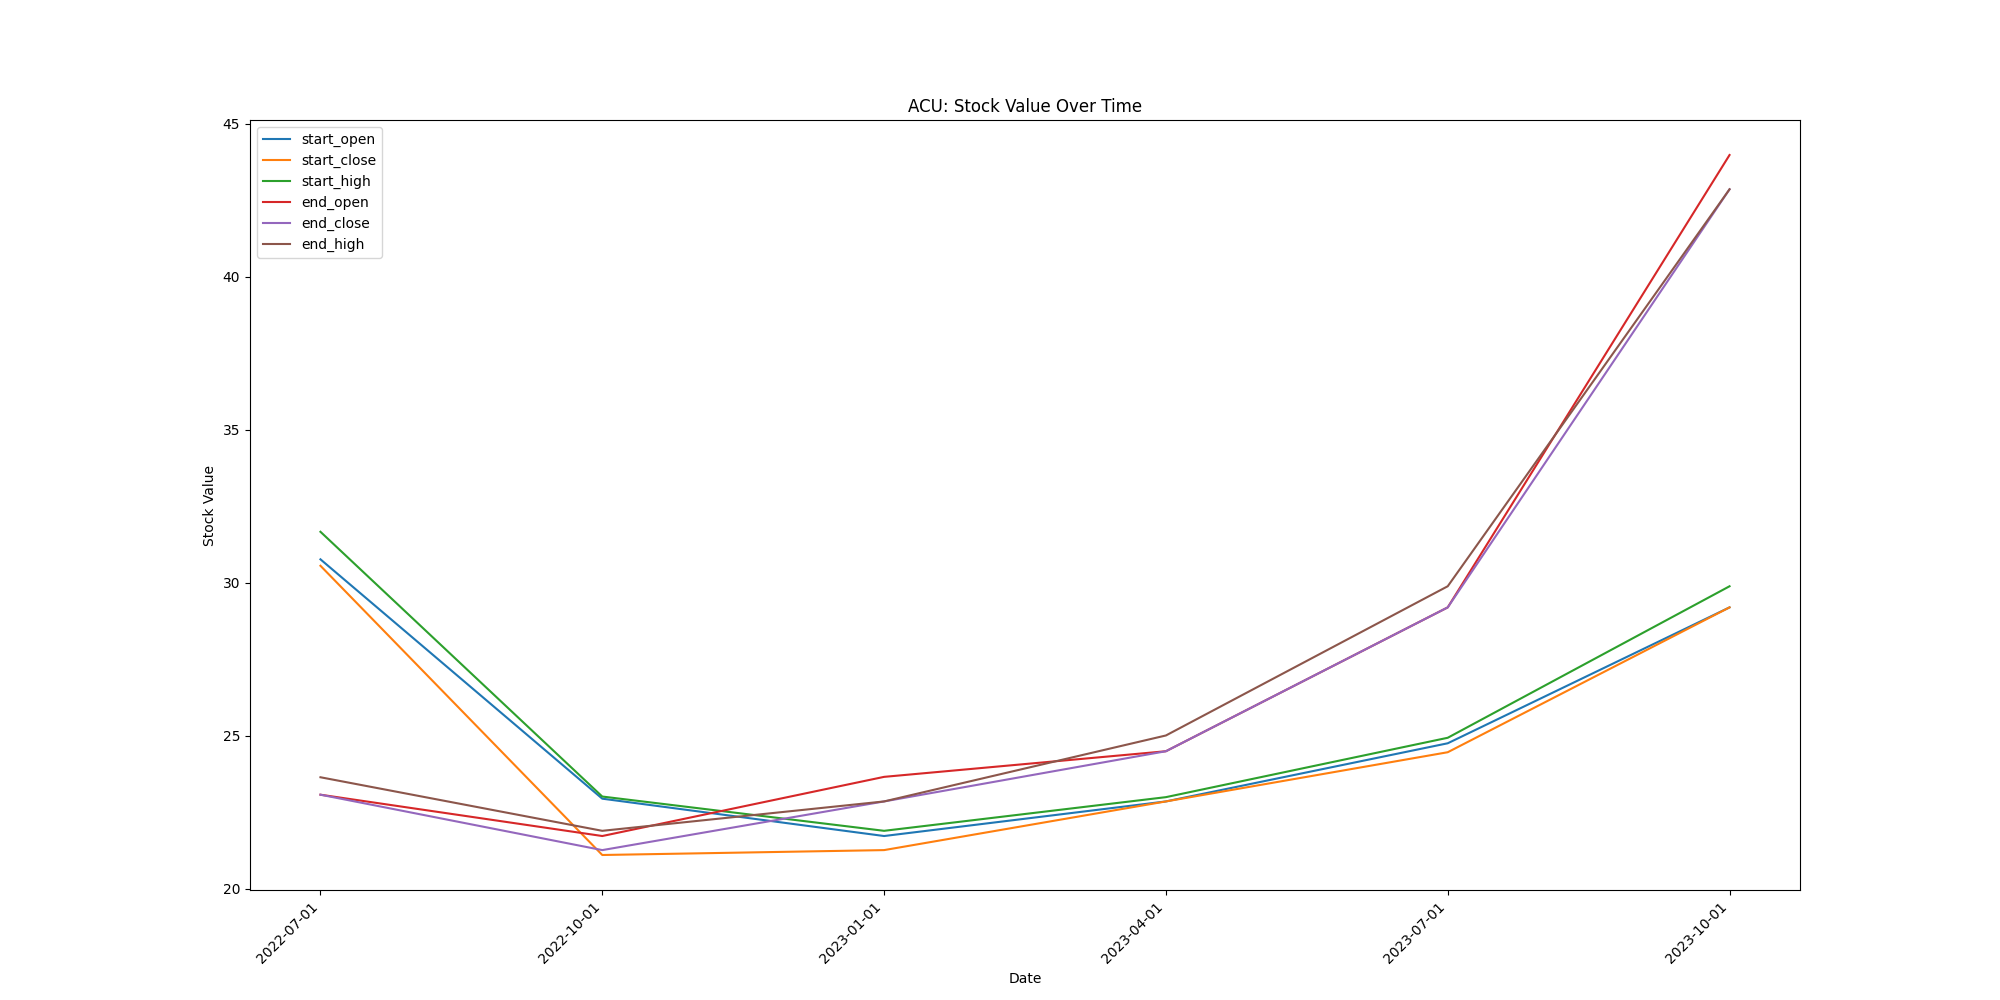 ACU: Stock Value Over Time
45
40
35
30
25
20
Stock Value
start_open
start_close
start_high
end_open
end_close
end_high
2022-07-01
2022-10-01
2023-01-01
2023-04-01
2023-07-01
2023-10-01
Date